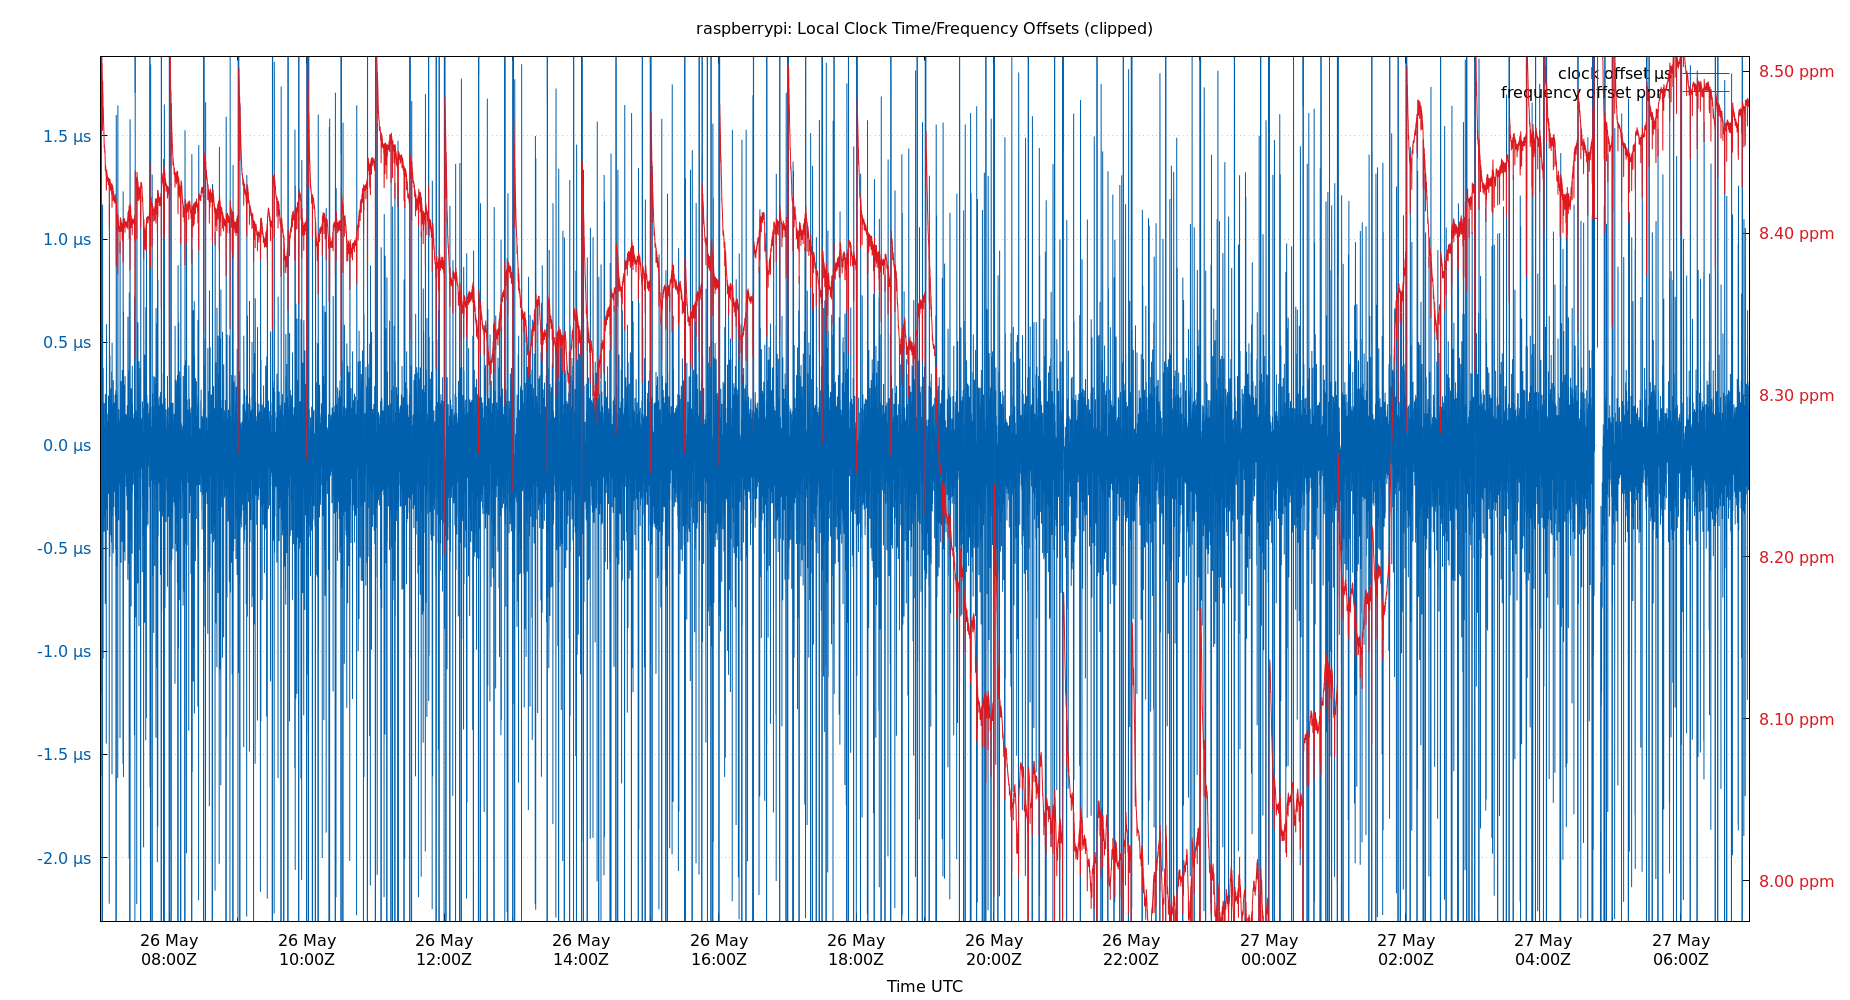 raspberrypi: Local Clock Time/Frequency Offsets (clipped)
clock offset µs
frequency offset ppm
1.5 µs
1.0 µs
0.5 µs
0.0 µs
-0.5 µs
-1.0 µs
-1.5 µs
-2.0 µs
8.50 ppm
8.40 ppm
8.30 ppm
8.20 ppm
8.10 ppm
8.00 ppm
26 May 26 May 26 May 26 May 26 May 26 May 26 May 26 May 27 May 27 May 27 May 27 May
08:00Z 10:00Z 12:00Z 14:00Z 16:00Z 18:00Z 20:00Z 22:00Z 00:00Z 02:00Z 04:00Z 06:00Z
Time UTC